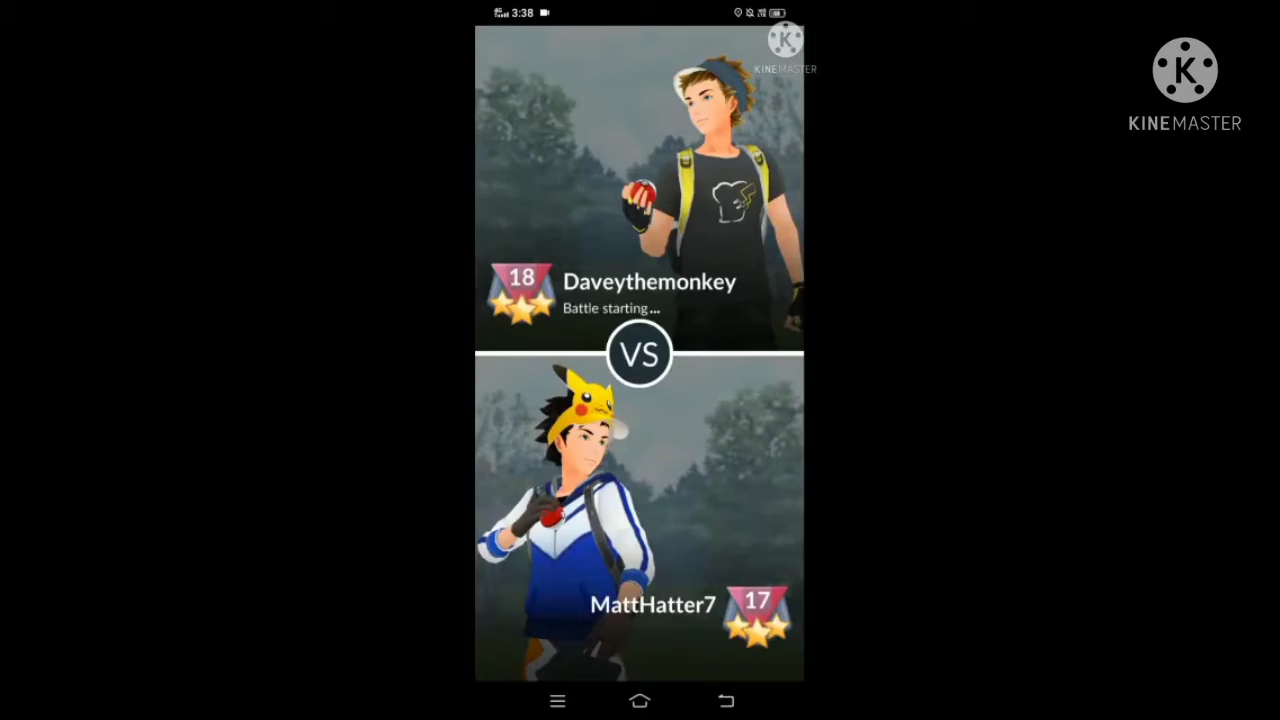 3:38
KINEMASTER
KINEMASTER
18
Daveythemonkey
Battle starting...
VS
MattHatter7
17